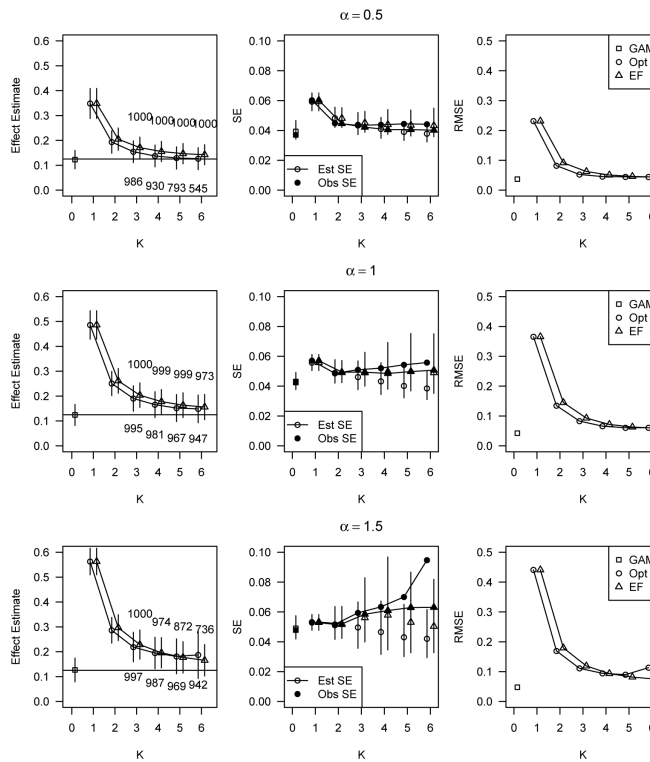 α = 0.5
Effect Estimate
0.6
0.5
0.4
0.3
0.2
0.1
0.0
1000
1000
1000
1000
986
930
793
545
0 1 2 3 4 5 6
K
SE
0.10
0.08
0.06
0.04
0.02
0.00
Est SE
Obs SE
0 1 2 3 4 5 6
K
RMSE
0.5
0.4
0.3
0.2
0.1
0.0
GAM
Opt
EF
0 1 2 3 4 5 6
K
α = 1
Effect Estimate
0.6
0.5
0.4
0.3
0.2
0.1
0.0
1000
999
999
973
995
981
967
947
0 1 2 3 4 5 6
K
SE
0.10
0.08
0.06
0.04
0.02
0.00
Est SE
Obs SE
0 1 2 3 4 5 6
K
RMSE
0.5
0.4
0.3
0.2
0.1
0.0
GAM
Opt
EF
0 1 2 3 4 5 6
K
α = 1.5
Effect Estimate
0.6
0.5
0.4
0.3
0.2
0.1
0.0
1000
974
872
736
997
987
969
942
0 1 2 3 4 5 6
K
SE
0.10
0.08
0.06
0.04
0.02
0.00
Est SE
Obs SE
0 1 2 3 4 5 6
K
RMSE
0.5
0.4
0.3
0.2
0.1
0.0
GAM
Opt
EF
0 1 2 3 4 5 6
K